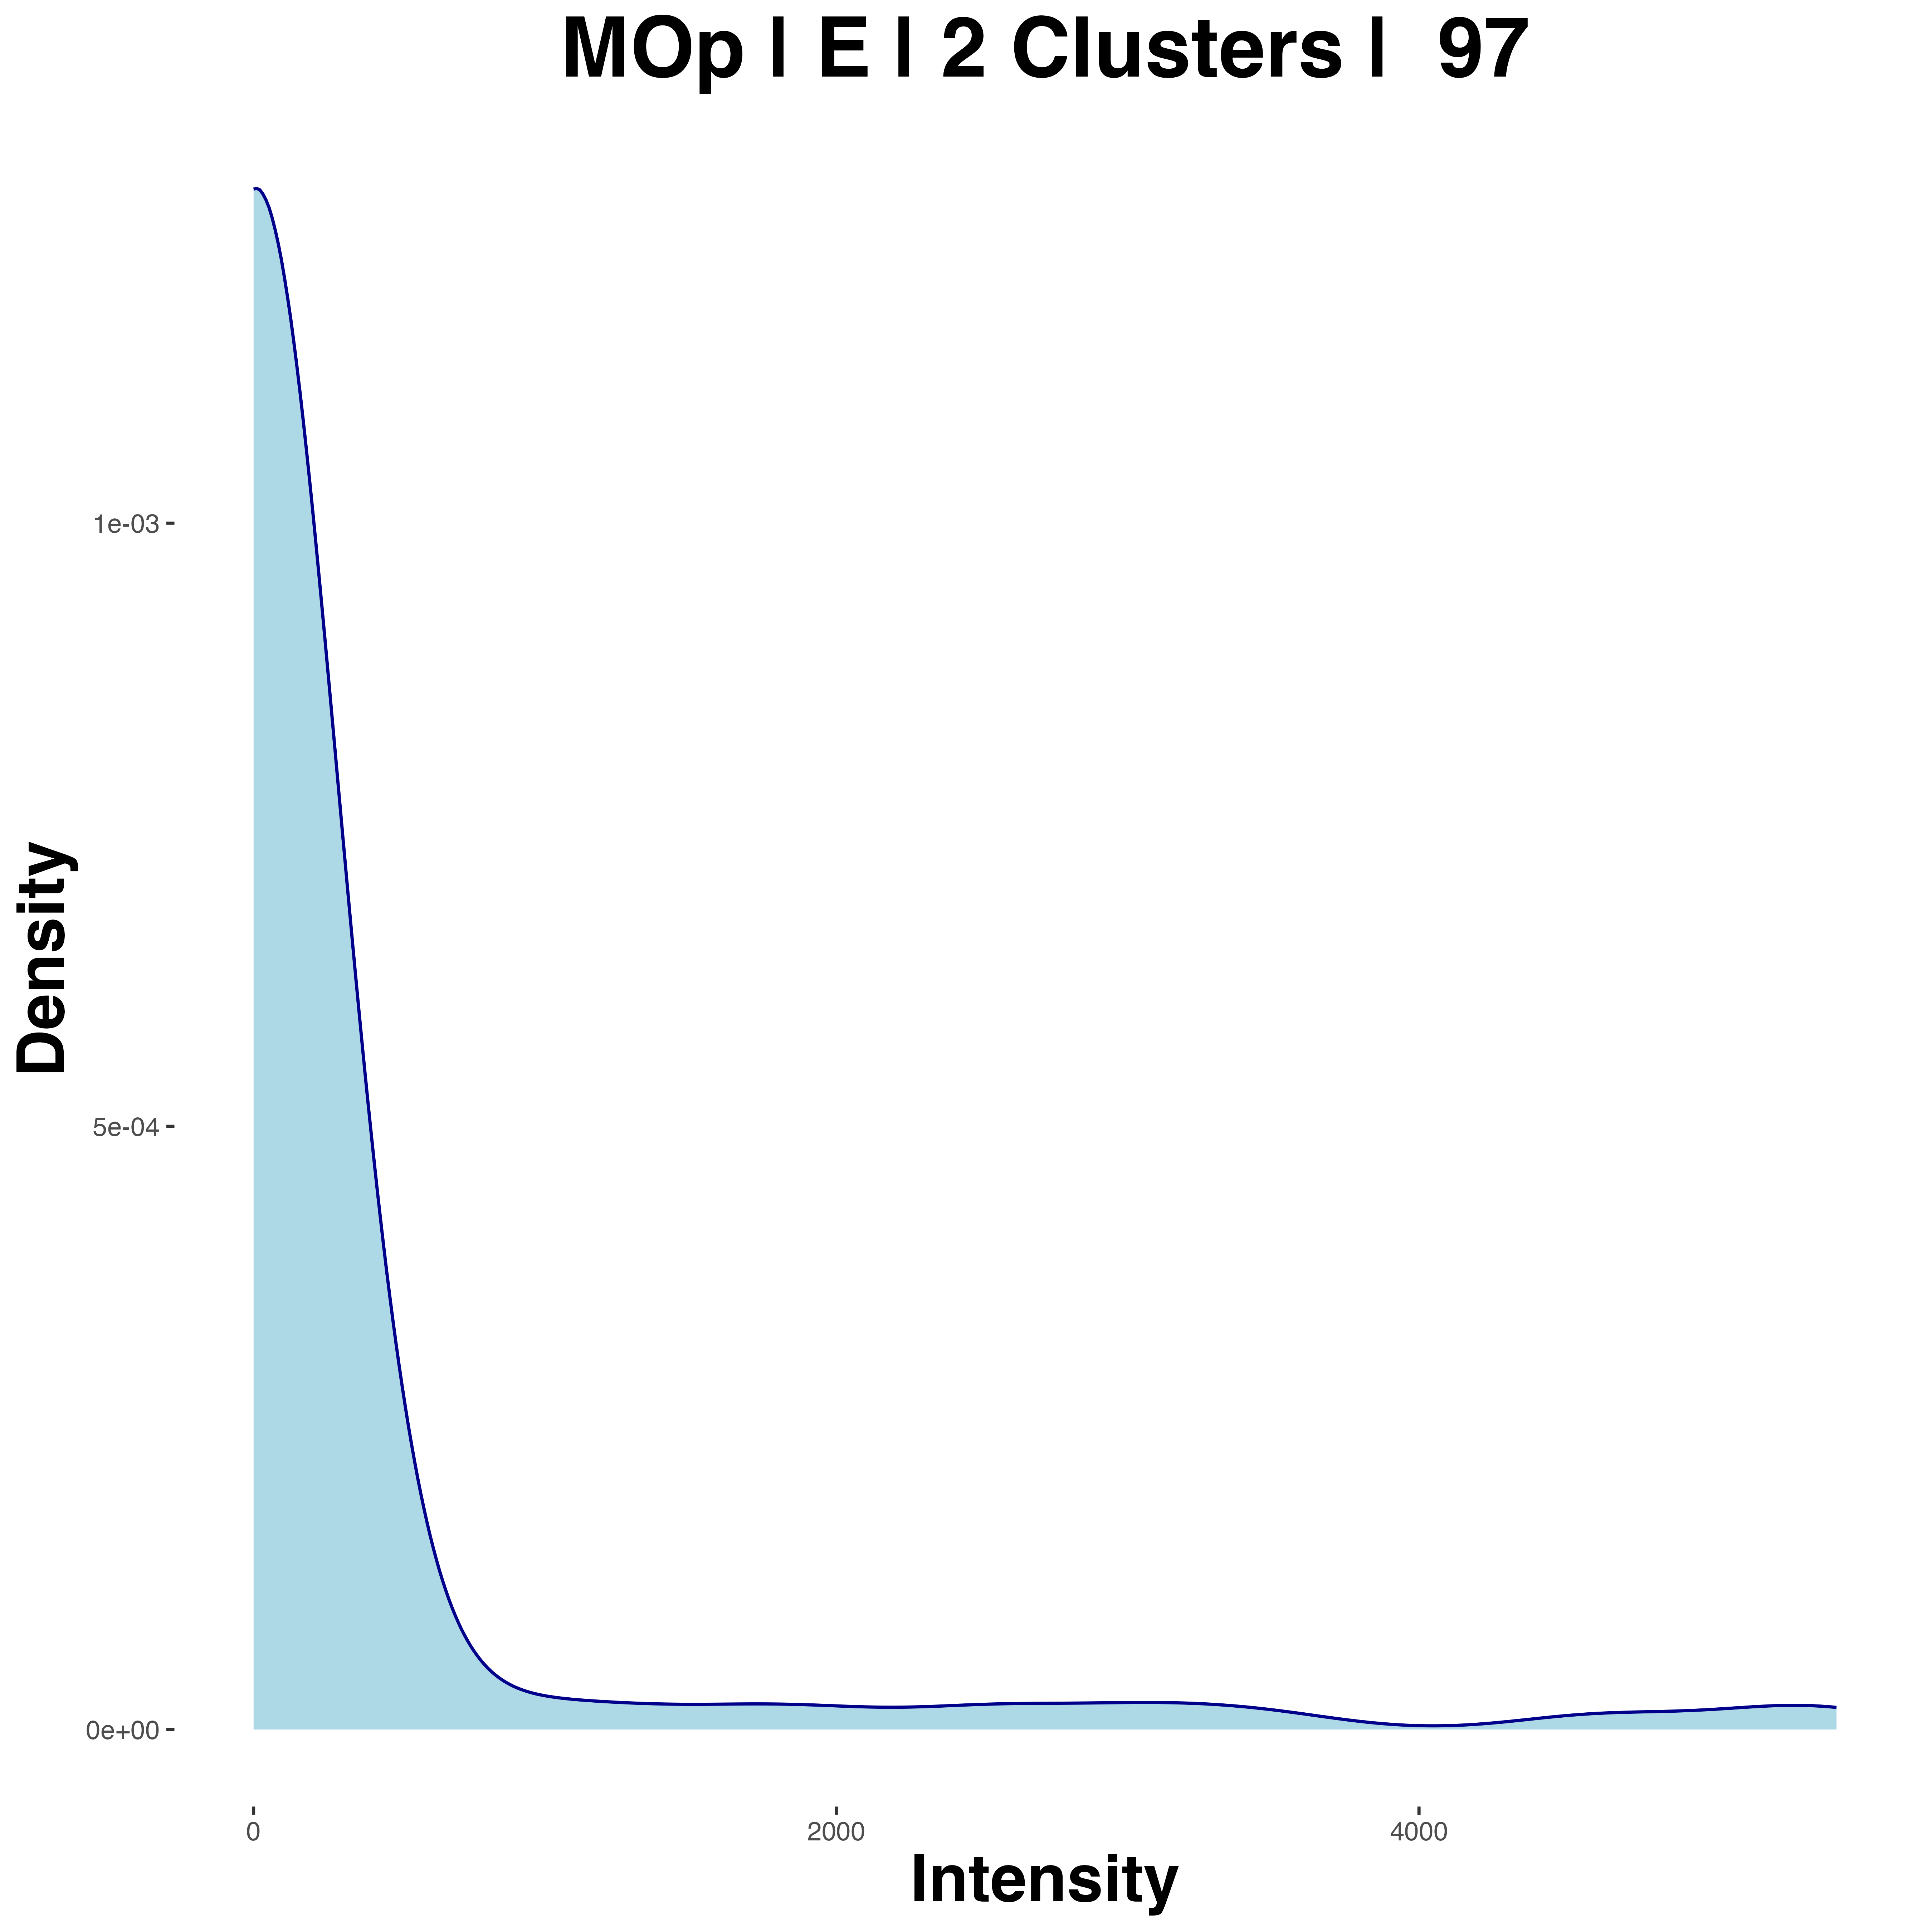 MOp | E | 2 Clusters | 97
1e-03
5e-04
0e+00
Density
0
2000
4000
Intensity